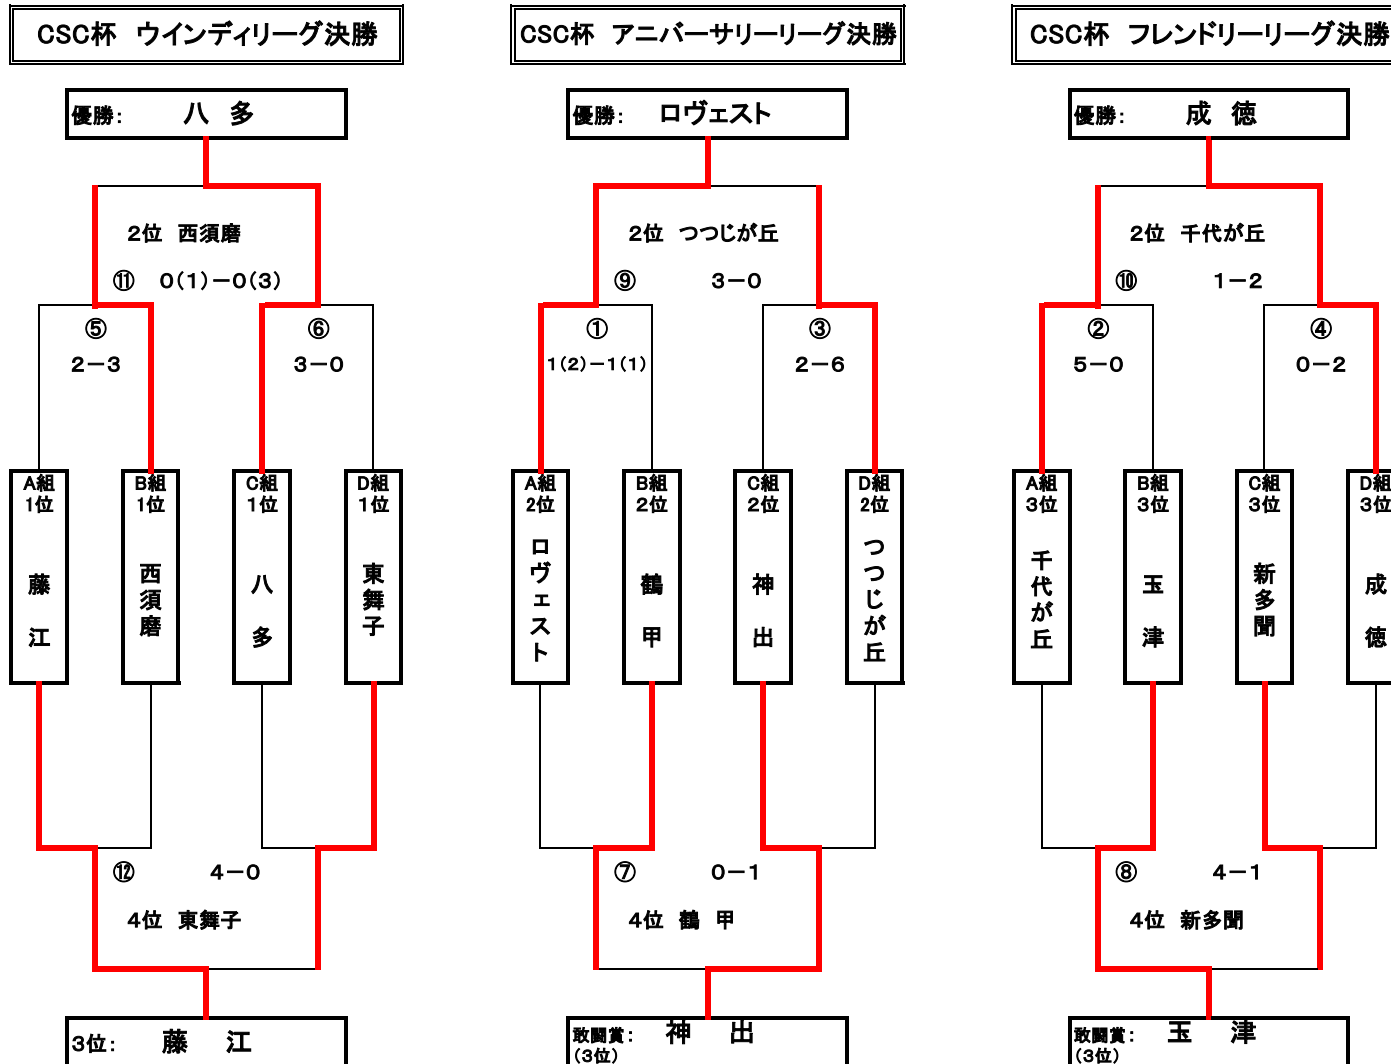 CSC杯　ウインディリーグ決勝
優勝：　八　多
2位　西須磨
⑪　0(1)－0(3)
⑤
2－3
⑥
3－0
A組
1位
藤江
B組
1位
西須磨
C組
1位
八多
D組
1位
東舞子
⑫　4－0
4位　東舞子
3位：　藤　江
CSC杯　アニバーサリーリーグ決勝
優勝：　ロヴェスト
2位　つつじが丘
⑨　3－0
①
1(2)－1(1)
③
2－6
A組
2位
ロヴェスト
B組
2位
鶴甲
C組
2位
神出
D組
2位
つつじが丘
⑦　0－1
4位　鶴　甲
敢闘賞：　神　出
(3位)
CSC杯　フレンドリーリーグ決勝
優勝：　成　徳
2位　千代が丘
⑩　1－2
②
5－0
④
0－2
A組
3位
千代が丘
B組
3位
玉津
C組
3位
新多聞
D組
3位
成徳
⑧　4－1
4位　新多聞
敢闘賞：　玉　津
(3位)